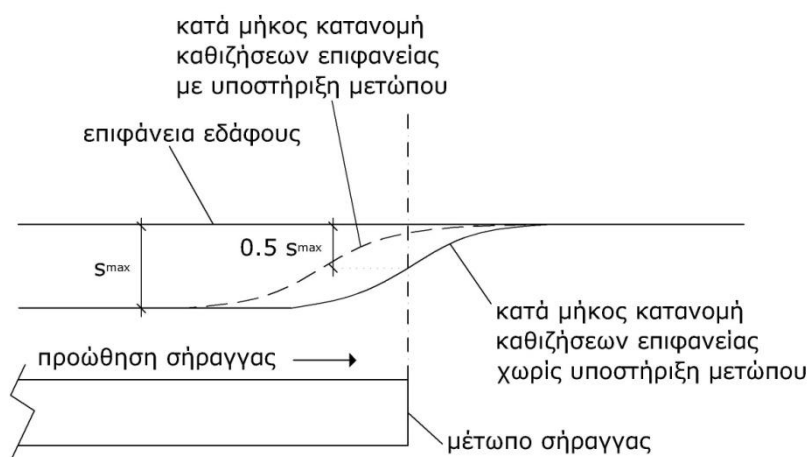 κατά μήκος κατανομή
καθιζήσεων επιφανείας
με υποστήριξη μετώπου
επιφάνεια εδάφους
0.5 smax
smax
κατά μήκος κατανομή
καθιζήσεων επιφανείας
χωρίς υποστήριξη μετώπου
προώθηση σήραγγας
μέτωπο σήραγγας